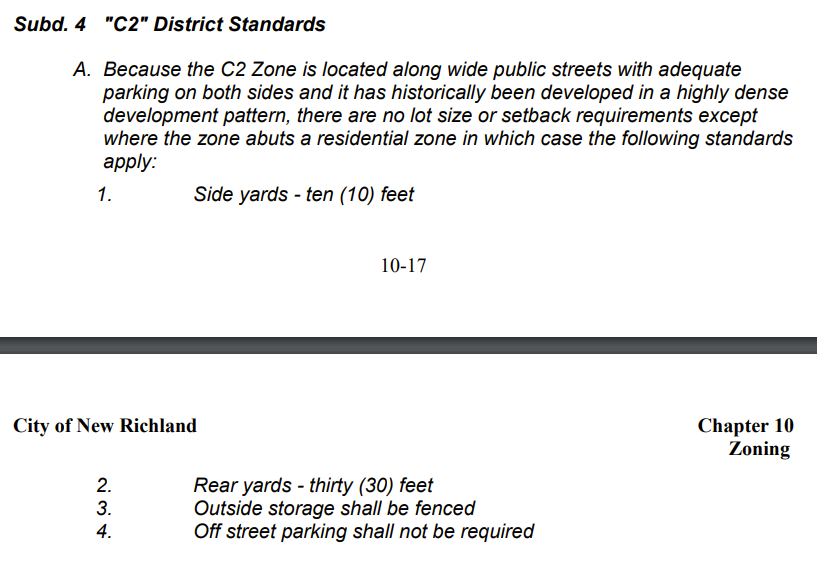 Subd. 4 "C2" District Standards
A. Because the C2 Zone is located along wide public streets with adequate
parking on both sides and it has historically been developed in a highly dense
development pattern, there are no lot size or setback requirements except
where the zone abuts a residential zone in which case the following standards
apply:
1. Side yards - ten (10) feet
10-17
City of New Richland Chapter 10
Zoning
2. Rear yards - thirty (30) feet
3. Outside storage shall be fenced
4. Off street parking shall not be required